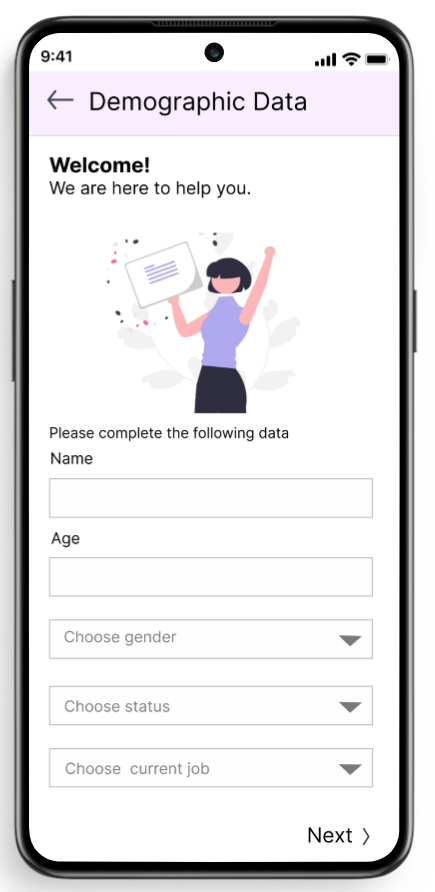 9:41
Demographic Data
Welcome!
We are here to help you.
Please complete the following data
Name
Age
Choose gender
Choose status
Choose current job
Next